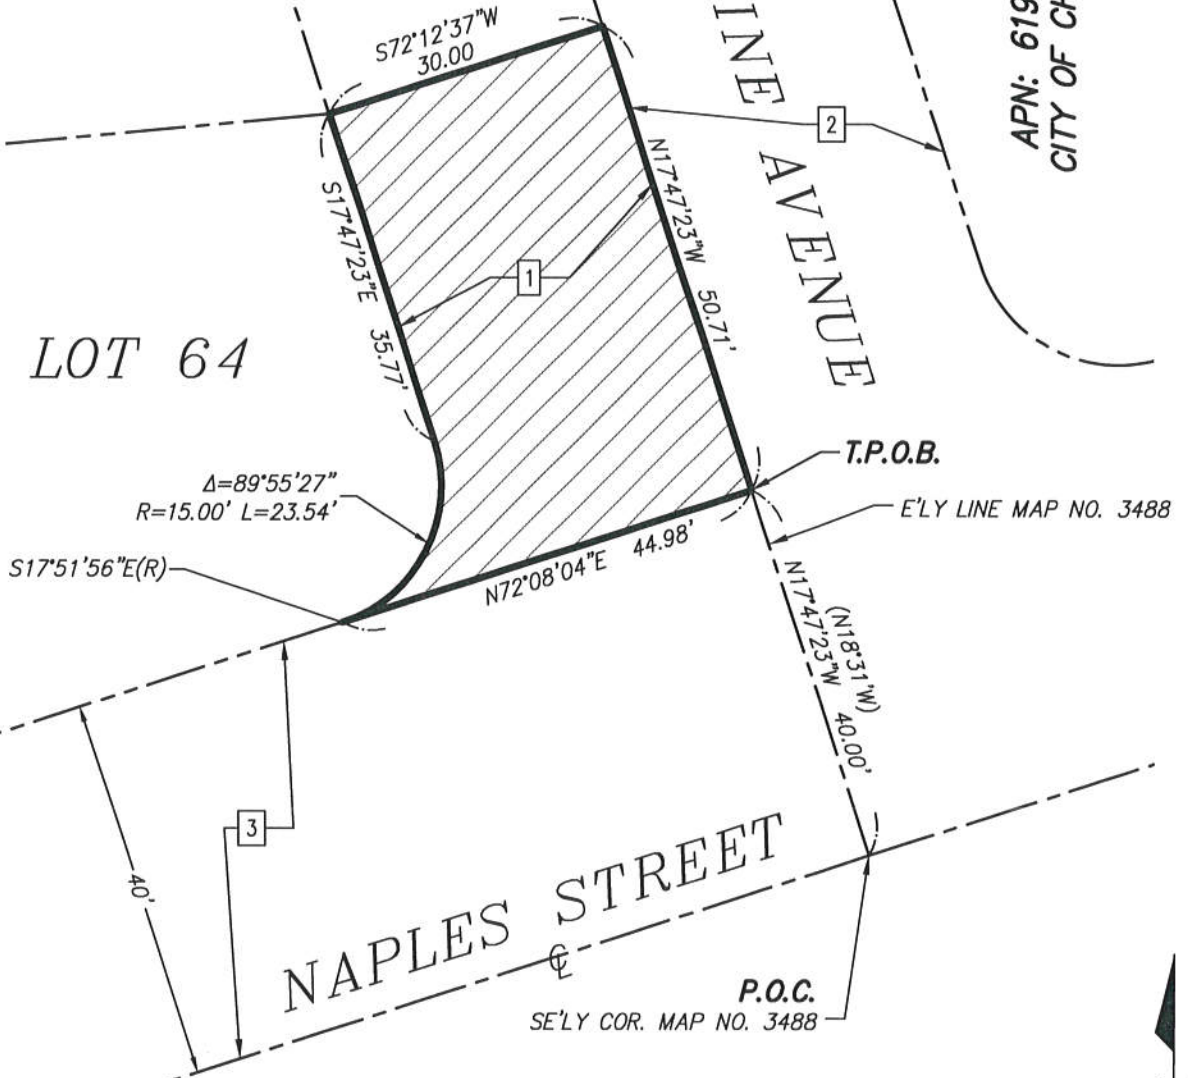 S72°12'37"W
30.00
INE AVENUE
APN: 619
CITY OF CH
2
N17°47'23"W 50.71'
1
S17°47'23"E 35.77'
LOT 64
T.P.O.B.
Δ=89°55'27"
R=15.00' L=23.54'
E'LY LINE MAP NO. 3488
S17°51'56"E(R)
N72°08'04"E 44.98'
(N18°31'W)
N17°47'23"W 40.00'
3
40'
NAPLES STREET
℄
P.O.C.
SE'LY COR. MAP NO. 3488